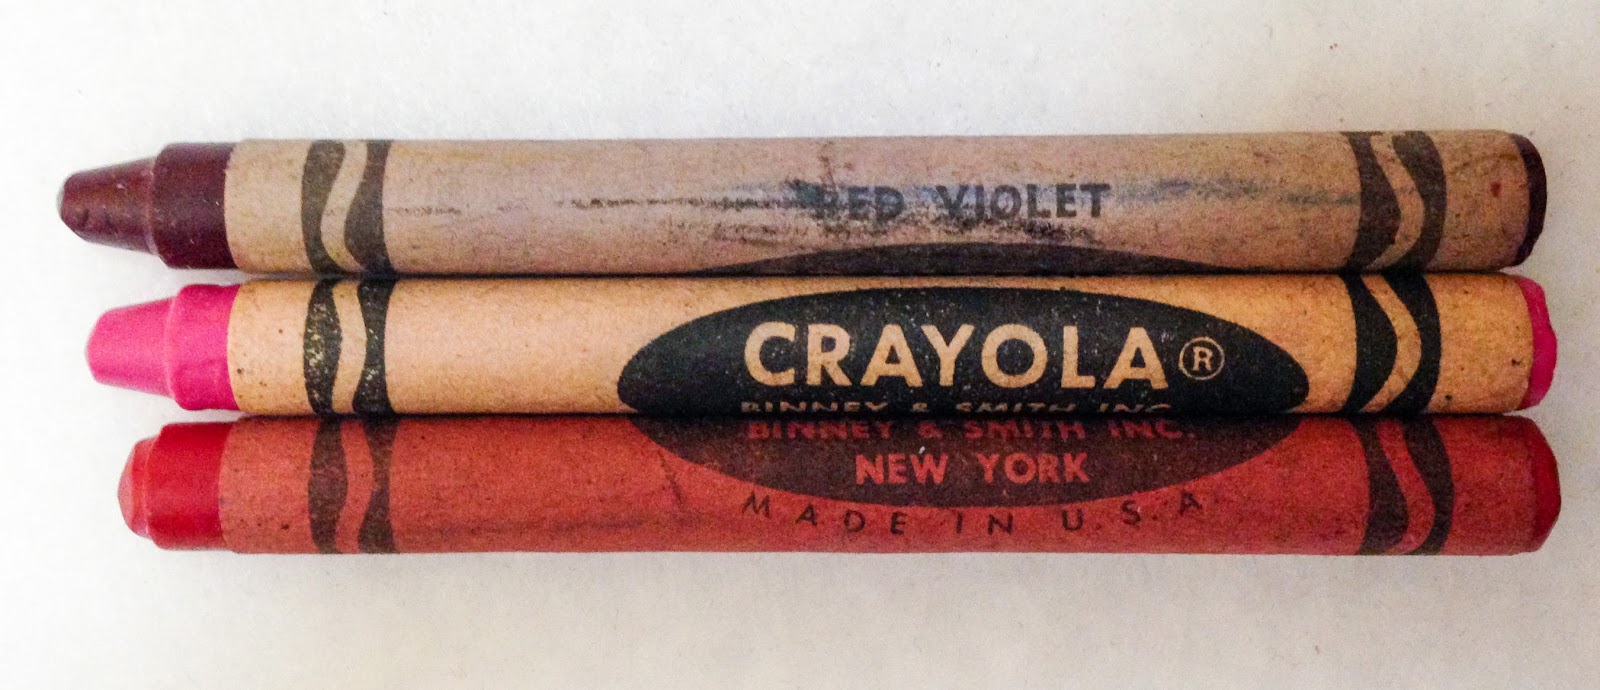 RED VIOLET
CRAYOLA®
BINNEY & SMITH INC.
BINNEY & SMITH INC.
NEW YORK
MADE IN U.S.A